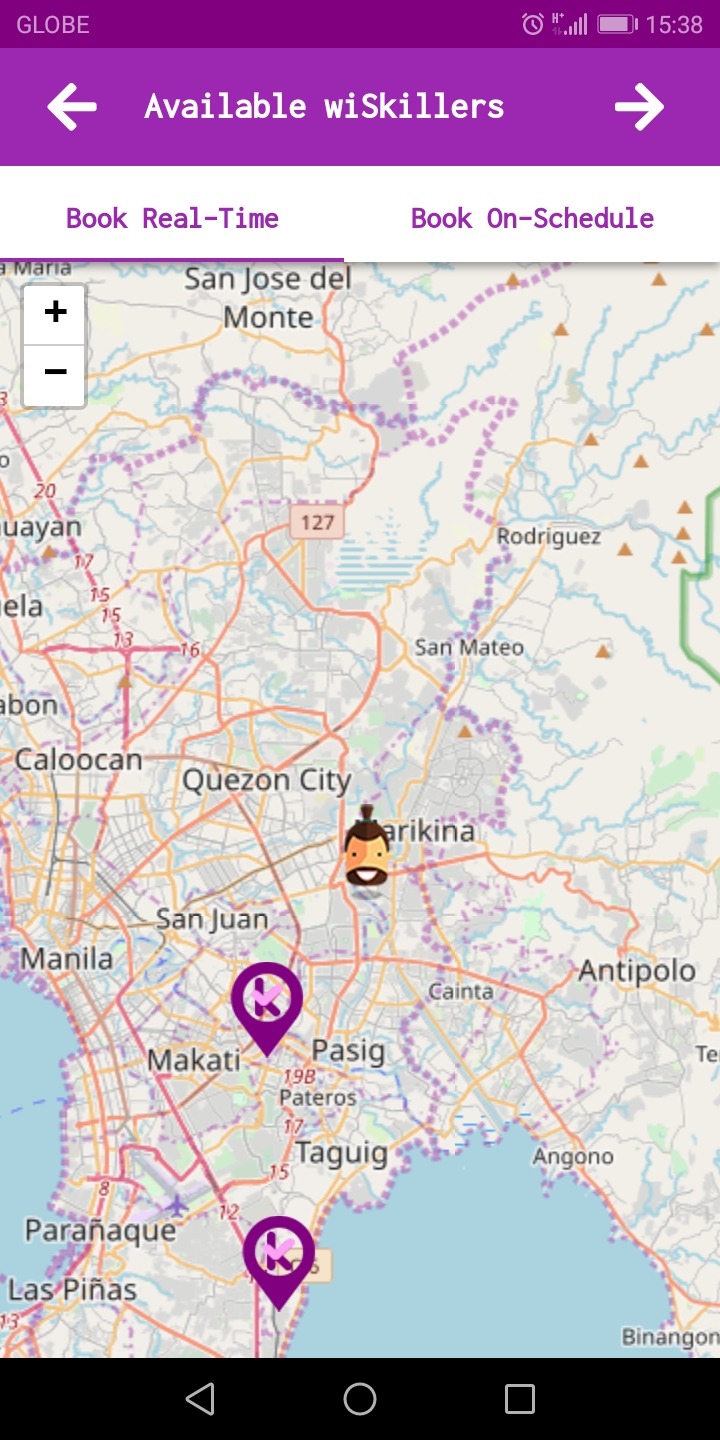 GLOBE
H+
15:38
Available wiSkillers
Book Real-Time
Book On-Schedule
a Maria
San Jose del
Monte
+
−
20
127
uayan
Rodriguez
17
15
ela
15
13
16
San Mateo
abon
Caloocan
Quezon City
arikina
San Juan
Manila
Antipolo
Cainta
Makati
Pasig
Te
19B
Pateros
17
Taguig
15
Angono
8
12
Parañaque
Las Piñas
13
Binangon